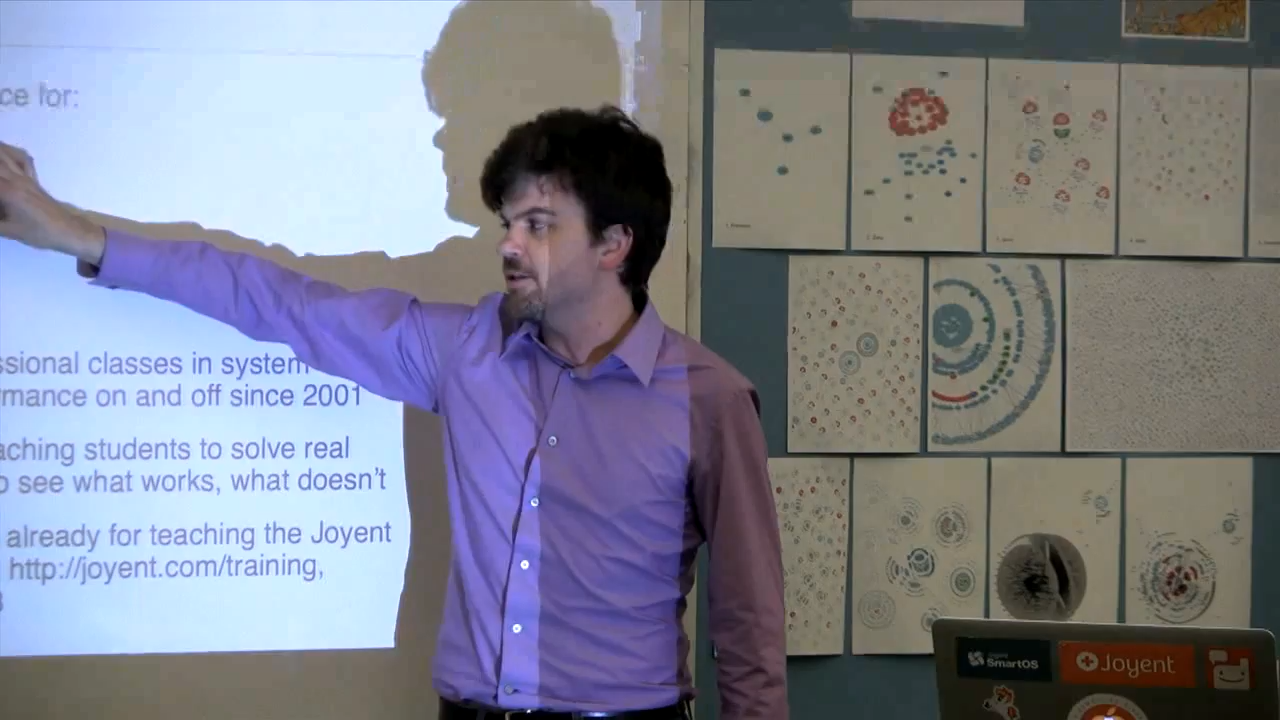 ce for:
ssional classes in system
rmance on and off since 2001
aching students to solve real
o see what works, what doesn't
already for teaching the Joyent
http://joyent.com/training,
SmartOS
Joyent